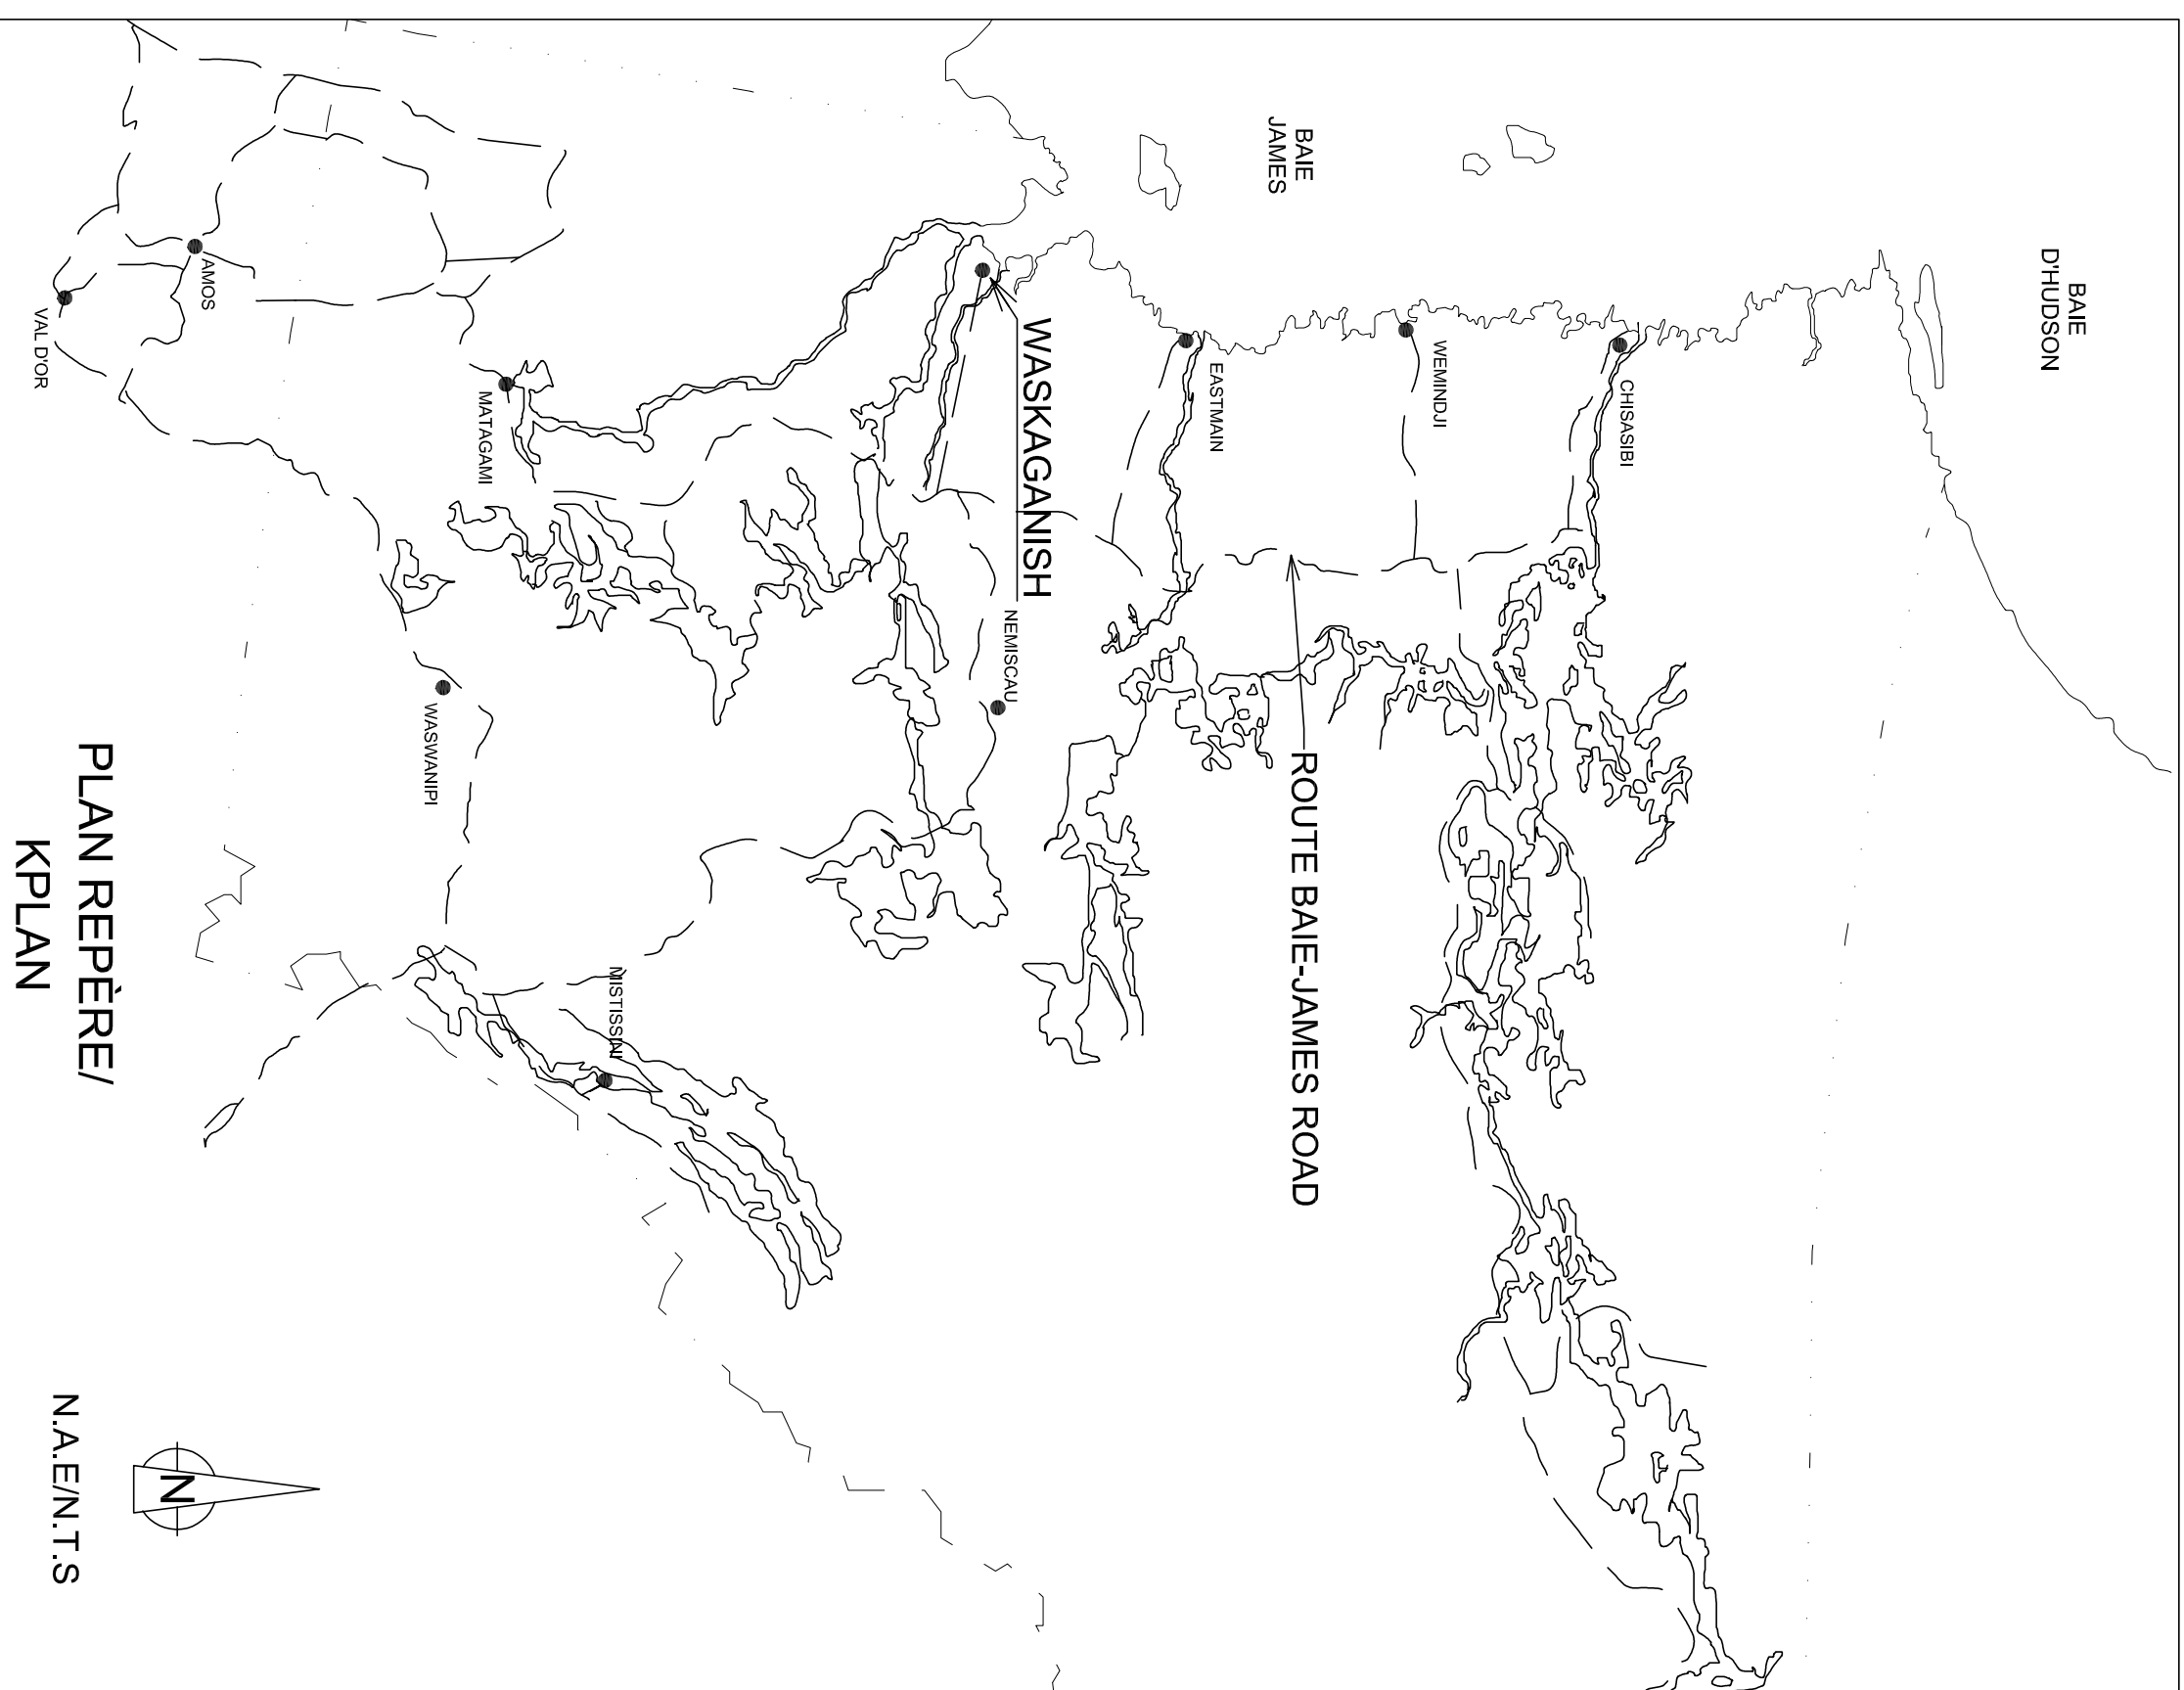 BAIE
D'HUDSON
BAIE
JAMES
CHISASIBI
WEMINDJI
EASTMAIN
WASKAGANISH
NEMISCAU
ROUTE BAIE-JAMES ROAD
MATAGAMI
AMOS
VAL D'OR
WASWANIPI
MISTISSINI
PLAN REPÈRE/
KPLAN
N
N.A.E/N.T.S